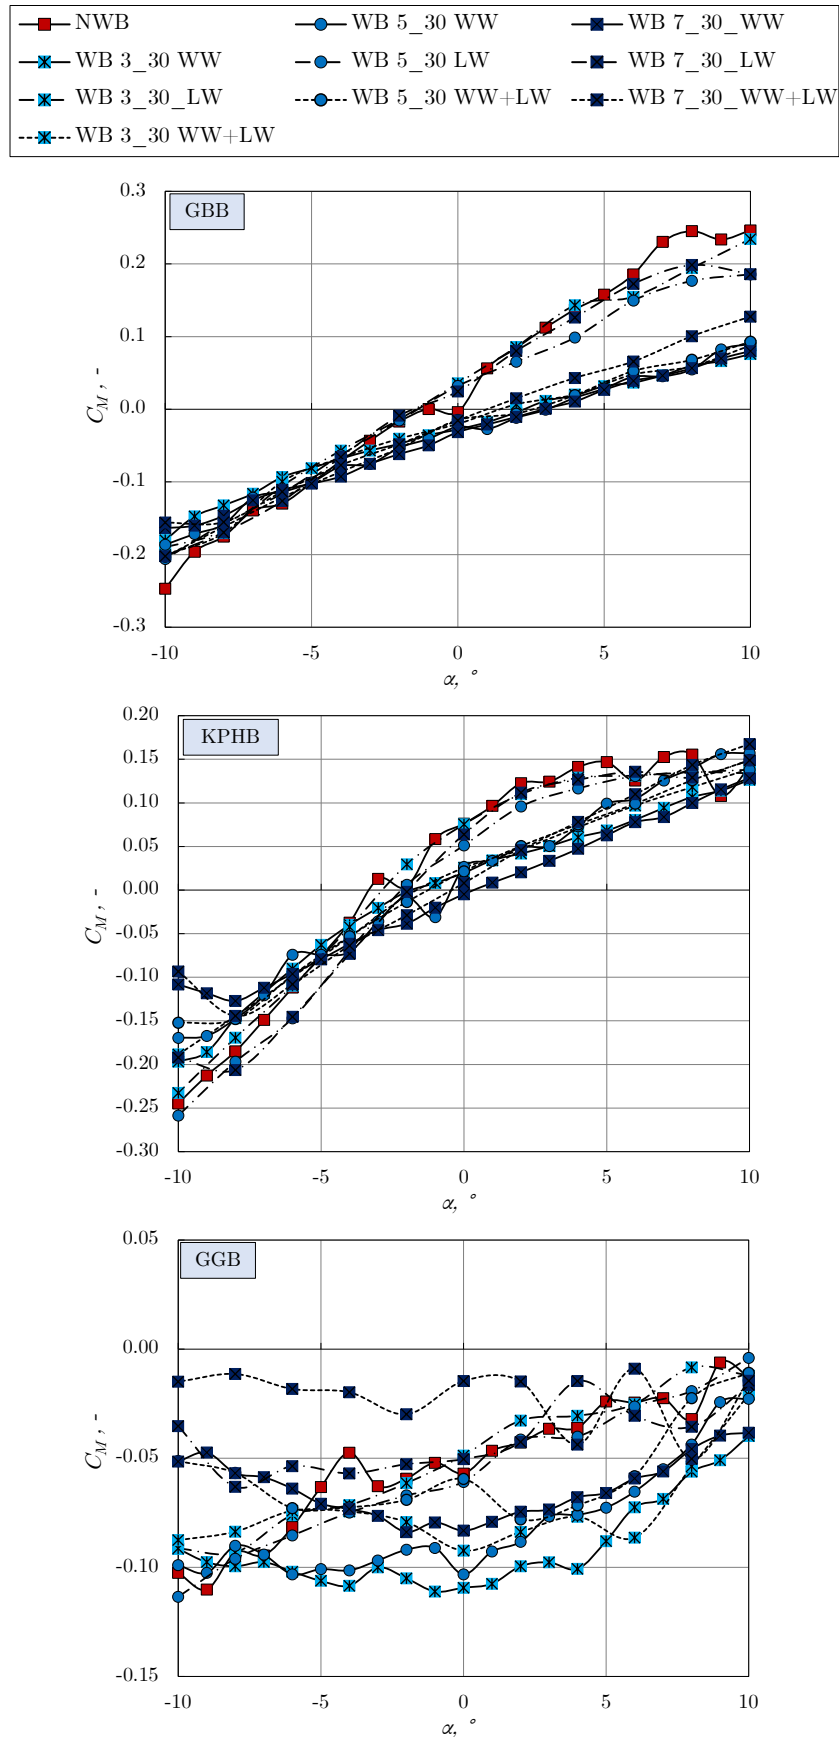 NWB WB 5_30 WW WB 7_30_WW
WB 3_30 WW WB 5_30 LW WB 7_30_LW
WB 3_30_LW WB 5_30 WW+LW WB 7_30_WW+LW
WB 3_30 WW+LW
0.3
GBB
0.2
0.1
0.0
C_M, -
-0.1
-0.2
-0.3
-10 -5 0 5 10
α, °
0.20
KPHB
0.15
0.10
0.05
0.00
C_M, -
-0.05
-0.10
-0.15
-0.20
-0.25
-0.30
-10 -5 0 5 10
α, °
0.05
GGB
0.00
-0.05
C_M, -
-0.10
-0.15
-10 -5 0 5 10
α, °